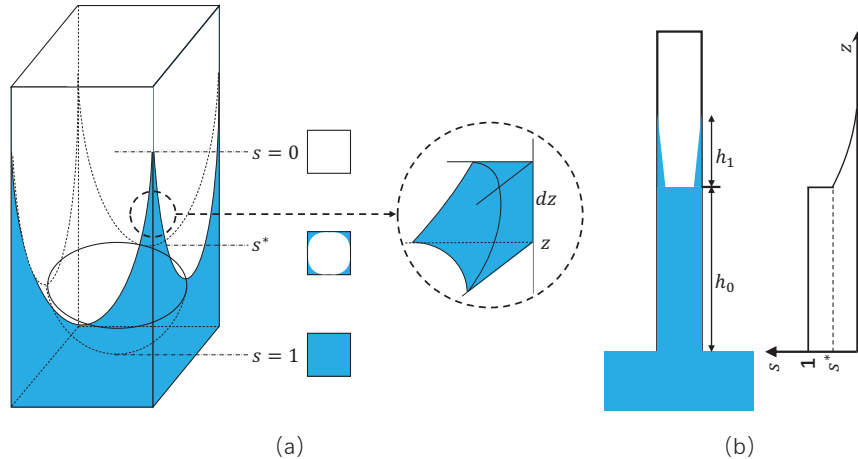 s = 0
s*
s = 1
dz
z
(a)
z
h₁
h₀
s
1
s*
(b)